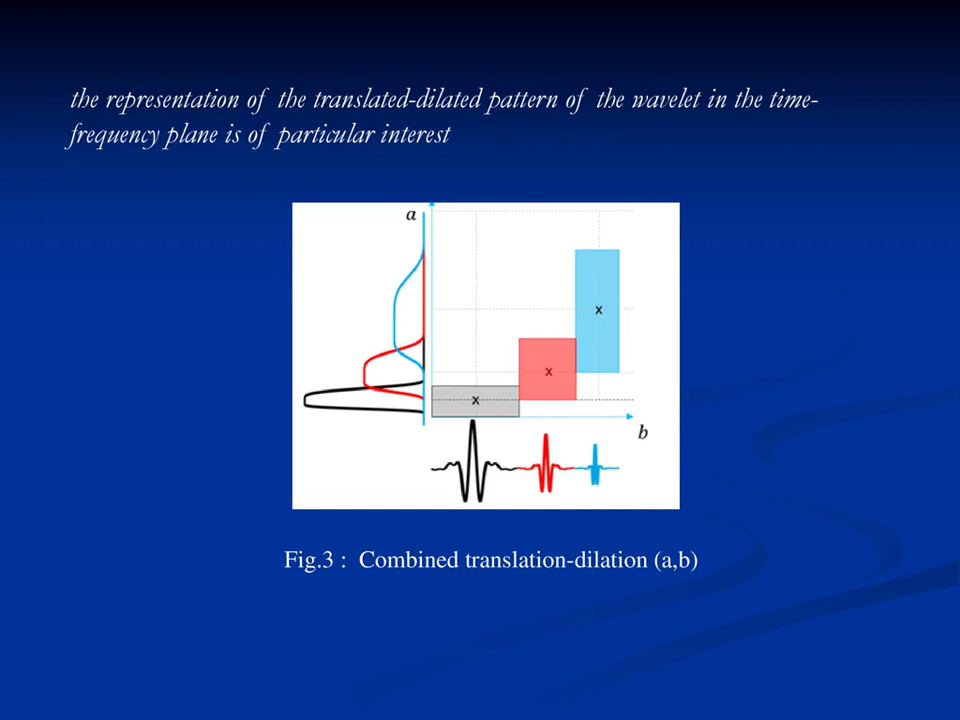 the representation of the translated-dilated pattern of the wavelet in the time-
frequency plane is of particular interest
a
x
x
x
b
Fig.3 : Combined translation-dilation (a,b)